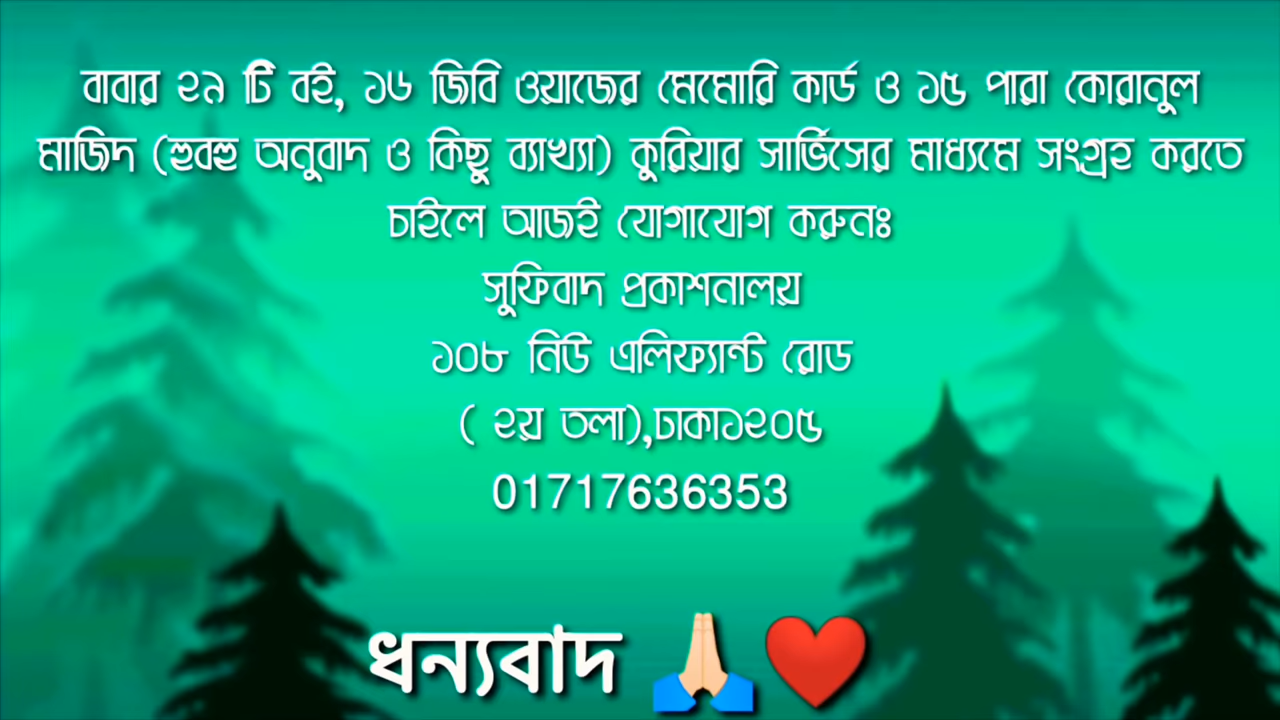 বাবার ২৯ টি বই, ১৬ জিবি ওয়াজের মেমোরি কার্ড ও ১৫ পারা কোরানুল
মাজিদ (হুবহু অনুবাদ ও কিছু ব্যাখ্যা) কুরিয়ার সার্ভিসের মাধ্যমে সংগ্রহ করতে
চাইলে আজই যোগাযোগ করুনঃ
সুফিবাদ প্রকাশনালয়
১০৮ নিউ এলিফ্যান্ট রোড
( ২য় তলা),ঢাকা১২০৫
01717636353
ধন্যবাদ 🙏🏻❤️